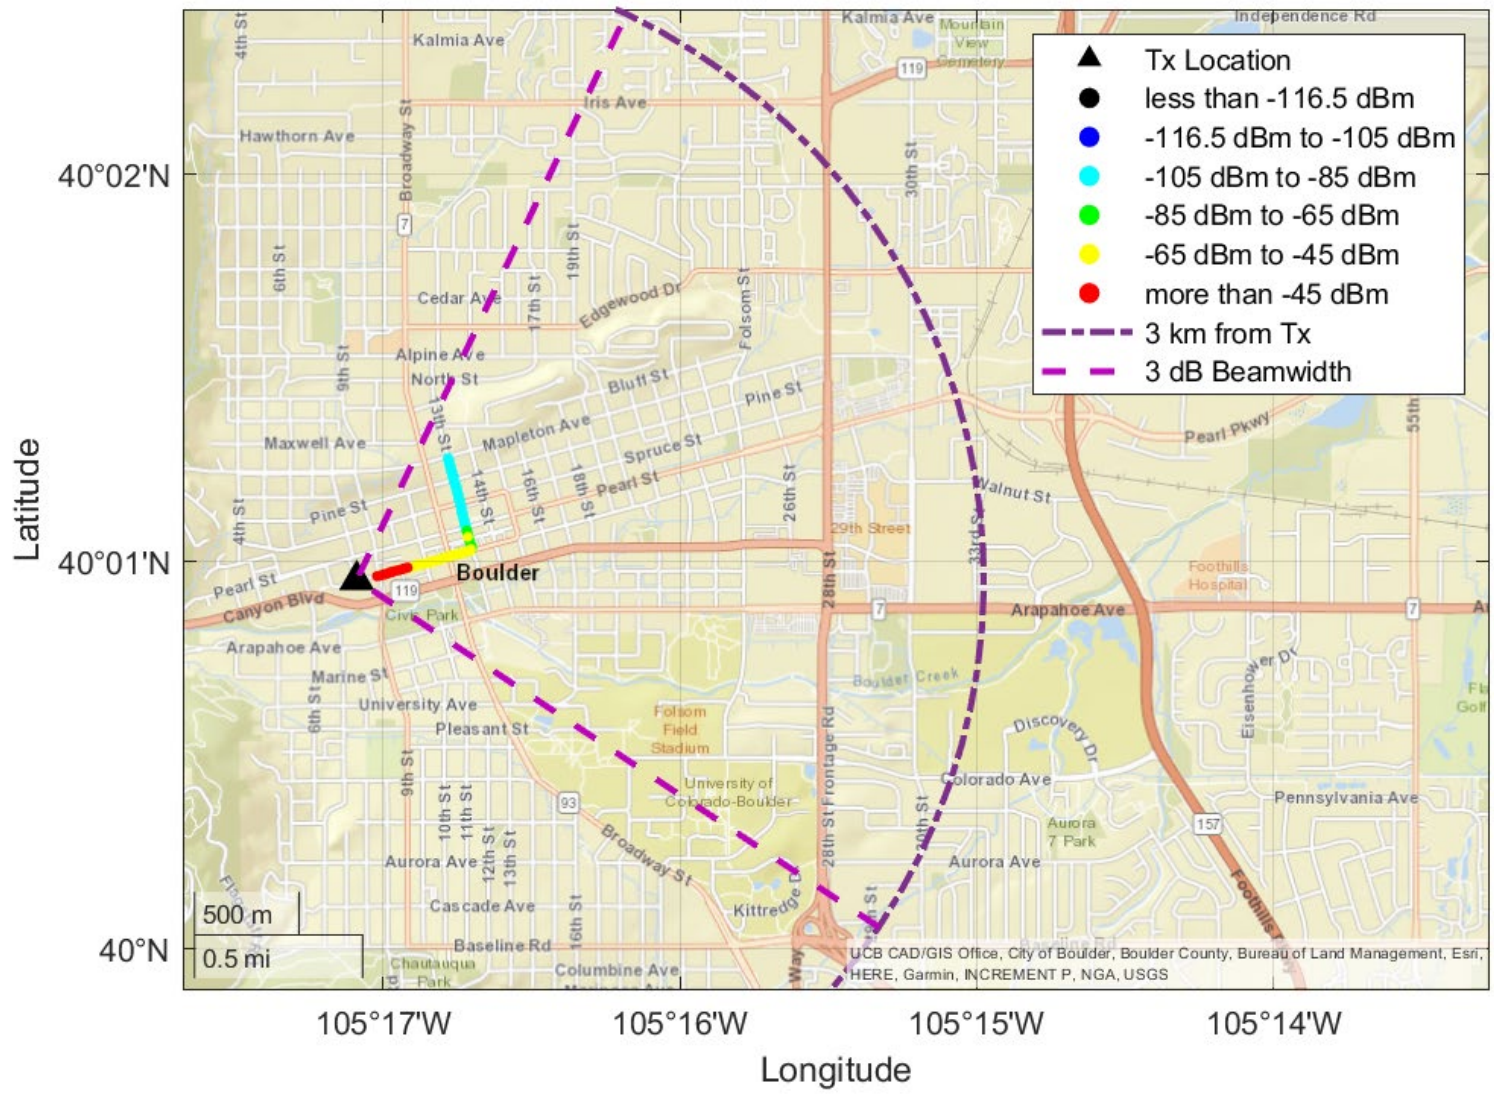 4th St
Kalmia Ave
Kalmia Ave
Mountain
View
Cemetery
Independence Rd
119
Iris Ave
Hawthorn Ave
Broadway St
30th St
7
6th St
19th St
17th St
Cedar Ave
Edgewood Dr
Folsom St
Alpine Ave
North St
9th St
13th St
Bluff St
Pine St
Mapleton Ave
Maxwell Ave
Spruce St
Pearl St
14th St
16th St
18th St
26th St
Pine St
4th St
29th Street
Walnut St
33rd St
Pearl Pkwy
55th
Boulder
Pearl St
Canyon Blvd
119
Civic Park
28th St
7
Arapahoe Ave
7
Foothills
Hospital
Arapahoe Ave
Marine St
6th St
University Ave
Pleasant St
Boulder Creek
Folsom
Field
Stadium
28th St Frontage Rd
Discovery Dr
Eisenhower Dr
Golf
9th St
10th St
11th St
12th St
13th St
University of
Colorado-Boulder
Colorado Ave
Pennsylvania Ave
93
Broadway St
Aurora
7 Park
157
Aurora Ave
Aurora Ave
Cascade Ave
16th St
Kittredge Dr
Baseline Rd
Baseline Rd
Chautauqua
Park
Columbine Ave
Way
Tx Location
less than -116.5 dBm
-116.5 dBm to -105 dBm
-105 dBm to -85 dBm
-85 dBm to -65 dBm
-65 dBm to -45 dBm
more than -45 dBm
3 km from Tx
3 dB Beamwidth
500 m
0.5 mi
UCB CAD/GIS Office, City of Boulder, Boulder County, Bureau of Land Management, Esri,
HERE, Garmin, INCREMENT P, NGA, USGS
40°02'N
40°01'N
40°N
Latitude
105°17'W
105°16'W
105°15'W
105°14'W
Longitude